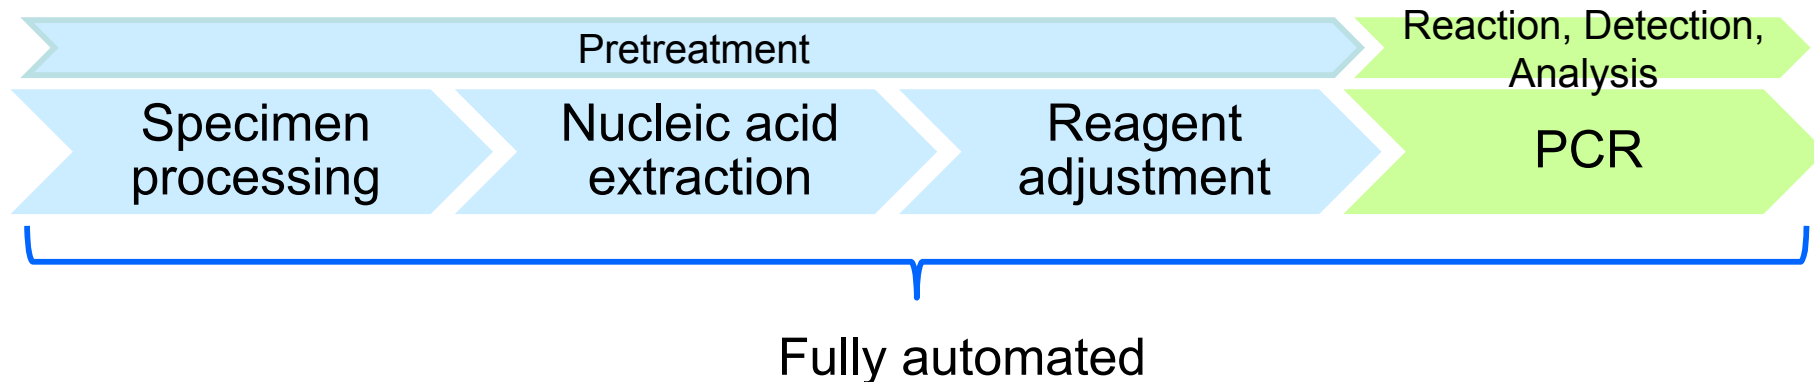 Pretreatment
Reaction, Detection,
Analysis
Specimen
processing
Nucleic acid
extraction
Reagent
adjustment
PCR
Fully automated